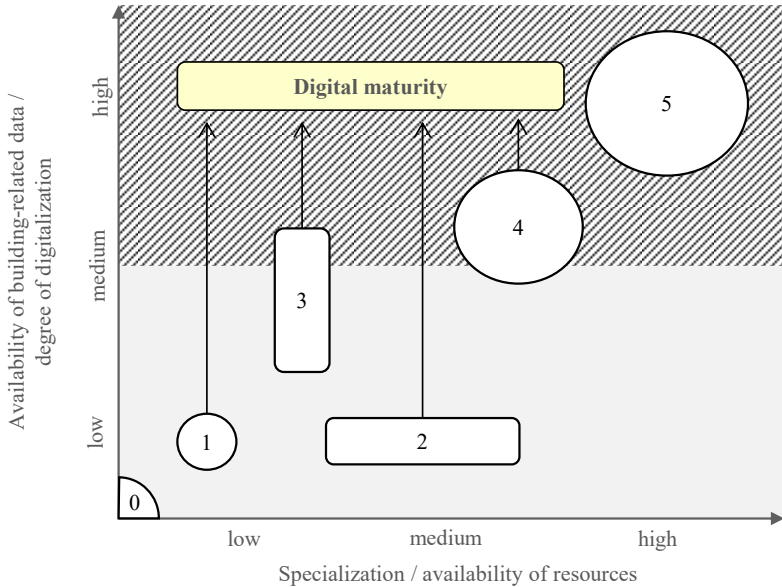 Availability of building-related data /
degree of digitalization
high
medium
low
Digital maturity
5
4
3
1
2
0
low
medium
high
Specialization / availability of resources